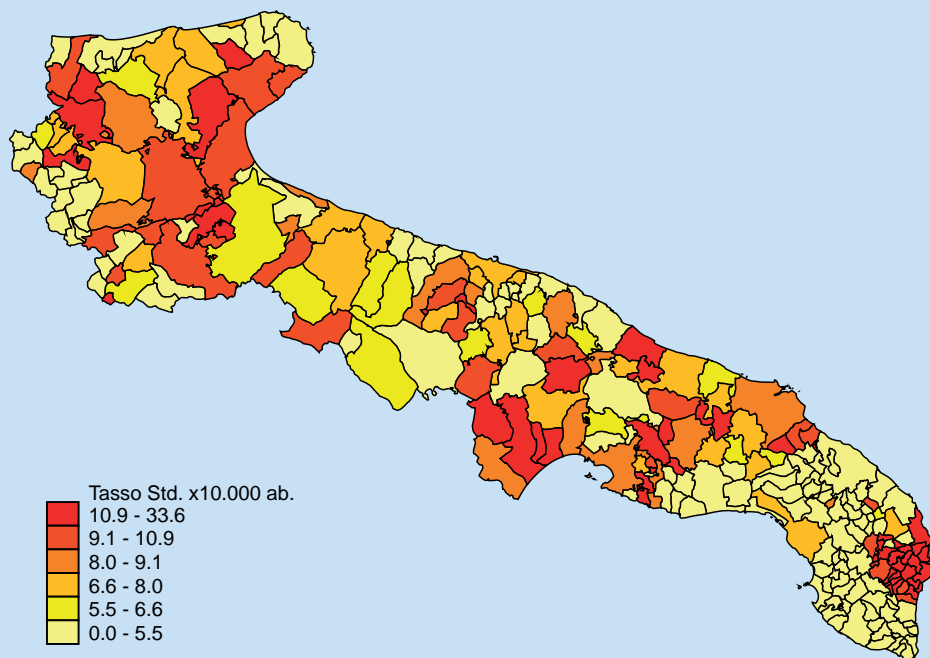 Tasso Std. x10.000 ab.
10.9 - 33.6
9.1 - 10.9
8.0 - 9.1
6.6 - 8.0
5.5 - 6.6
0.0 - 5.5